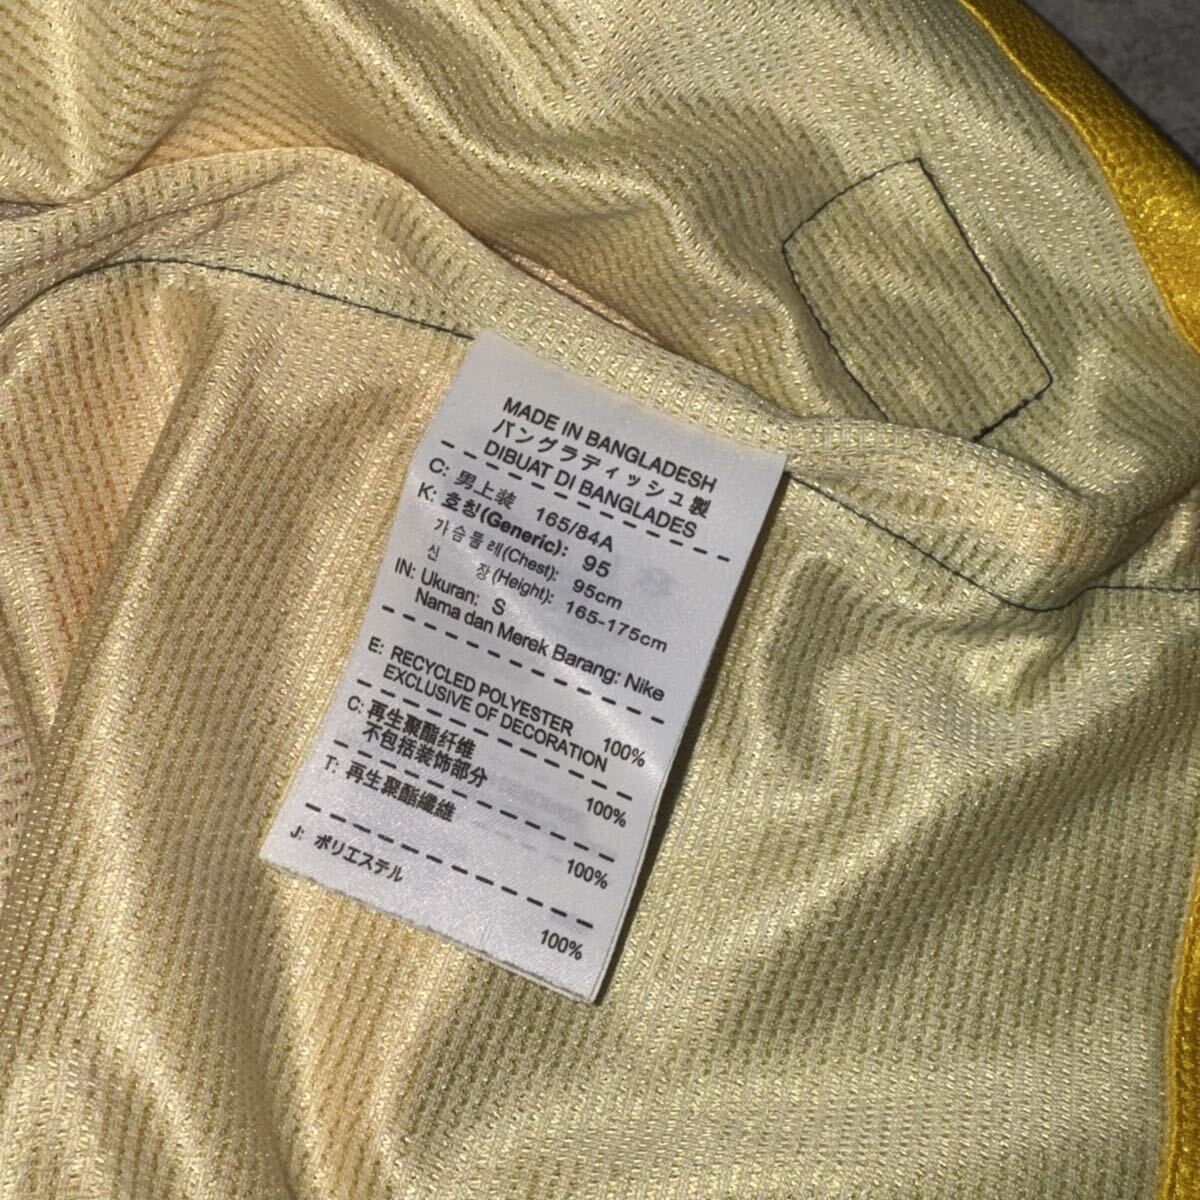 MADE IN BANGLADESH
バングラディッシュ製
DIBUAT DI BANGLADES
C: 男上装 165/84A
K: 호칭(Generic): 95
가슴둘레(Chest): 95cm
신 장(Height): 165-175cm
IN: Ukuran: S
Nama dan Merek Barang: Nike
E: RECYCLED POLYESTER 100%
EXCLUSIVE OF DECORATION
C: 再生聚酯纤维 100%
不包括装饰部分
T: 再生聚酯纖維 100%
J: ポリエステル 100%